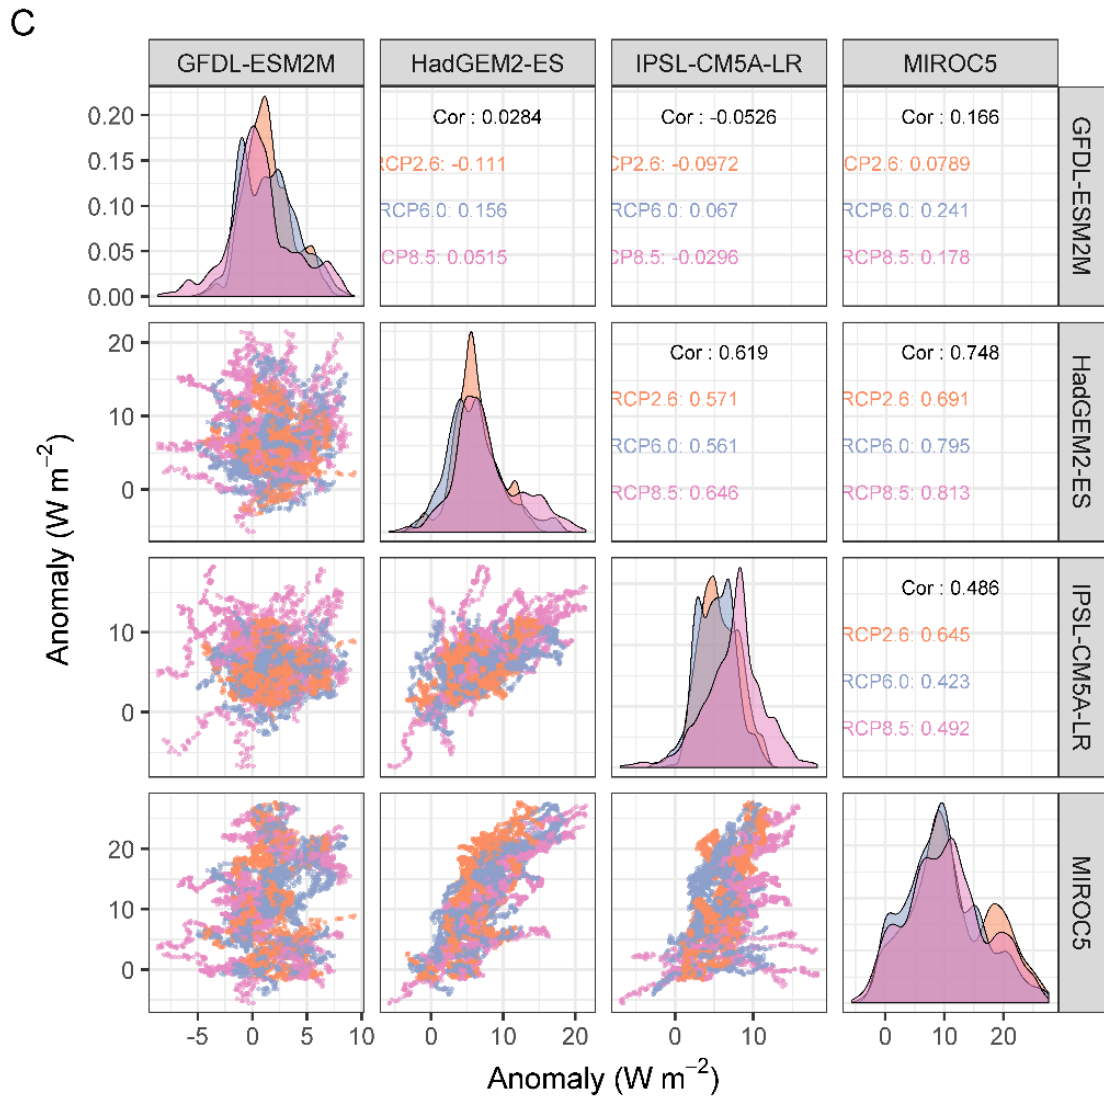 C
GFDL-ESM2M HadGEM2-ES IPSL-CM5A-LR MIROC5
GFDL-ESM2M
HadGEM2-ES
IPSL-CM5A-LR
MIROC5
0.20
0.15
0.10
0.05
0.00
Cor : 0.0284
RCP2.6: -0.111
RCP6.0: 0.156
CP8.5: 0.0515
Cor : -0.0526
CP2.6: -0.0972
RCP6.0: 0.067
CP8.5: -0.0296
Cor : 0.166
CP2.6: 0.0789
RCP6.0: 0.241
RCP8.5: 0.178
20
10
0
Cor : 0.619
RCP2.6: 0.571
RCP6.0: 0.561
RCP8.5: 0.646
Cor : 0.748
RCP2.6: 0.691
RCP6.0: 0.795
RCP8.5: 0.813
Anomaly (W m⁻²)
10
0
Cor : 0.486
RCP2.6: 0.645
RCP6.0: 0.423
RCP8.5: 0.492
20
10
0
-5 0 5 10
0 10 20
0 10
0 10 20
Anomaly (W m⁻²)